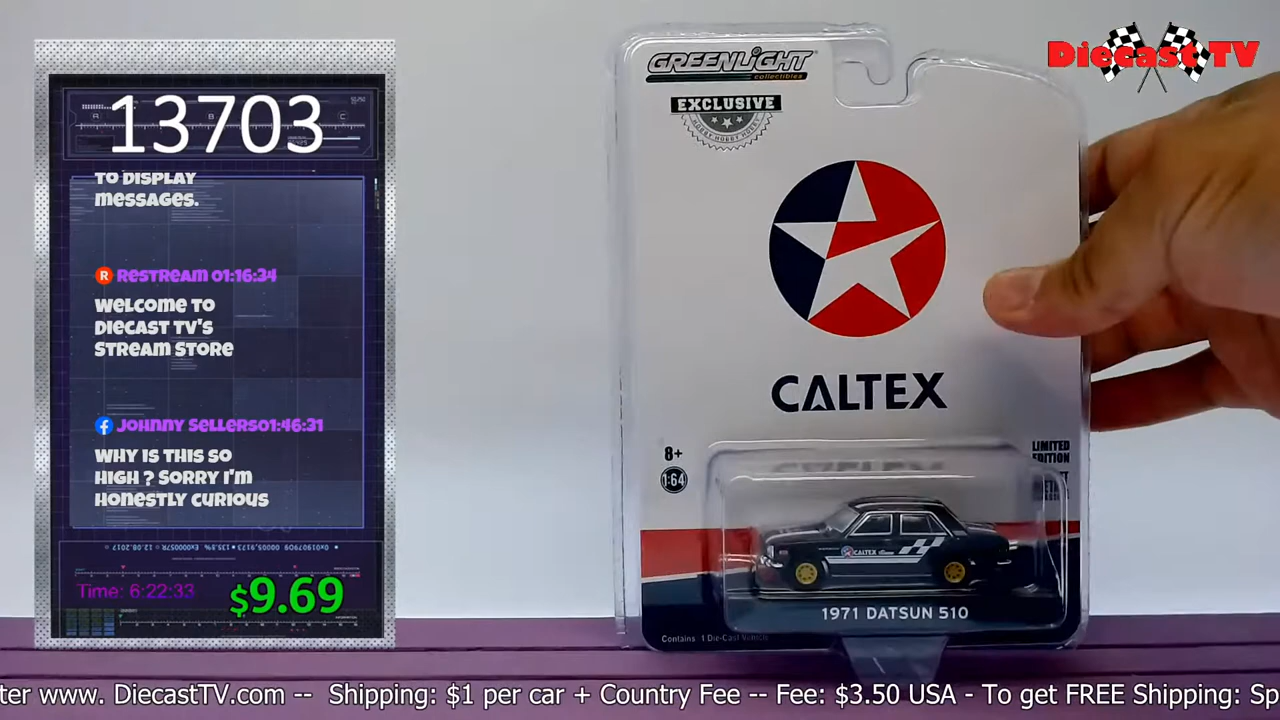 13703
TO DISPLAY
MESSAGES.
R Restream 01:16:34
Welcome to
Diecast TV's
Stream Store
f Johnny Sellers01:46:31
Why is this so
high ? Sorry I'm
honestly curious
Time: 6:22:33
$9.69
GREENLIGHT
collectibles
EXCLUSIVE
CALTEX
8+
1:64
LIMITED
EDITION
CALTEX
1971 DATSUN 510
Contains 1 Die-Cast Vehicle
Diecast TV
ter www. DiecastTV.com -- Shipping: $1 per car + Country Fee -- Fee: $3.50 USA - To get FREE Shipping: Sp